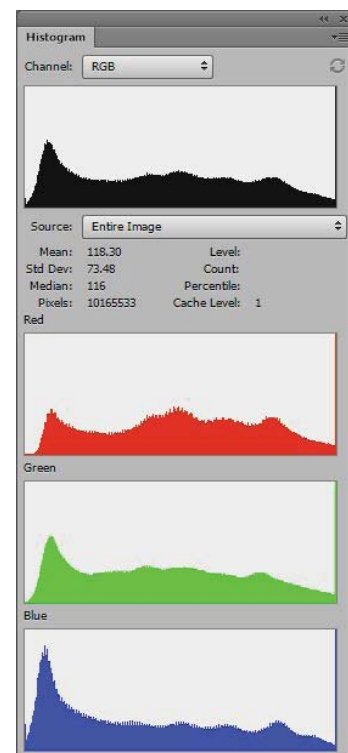 Histogram
Channel: RGB
Source: Entire Image
Mean: 118.30 Level:
Std Dev: 73.48 Count:
Median: 116 Percentile:
Pixels: 10165533 Cache Level: 1
Red
Green
Blue